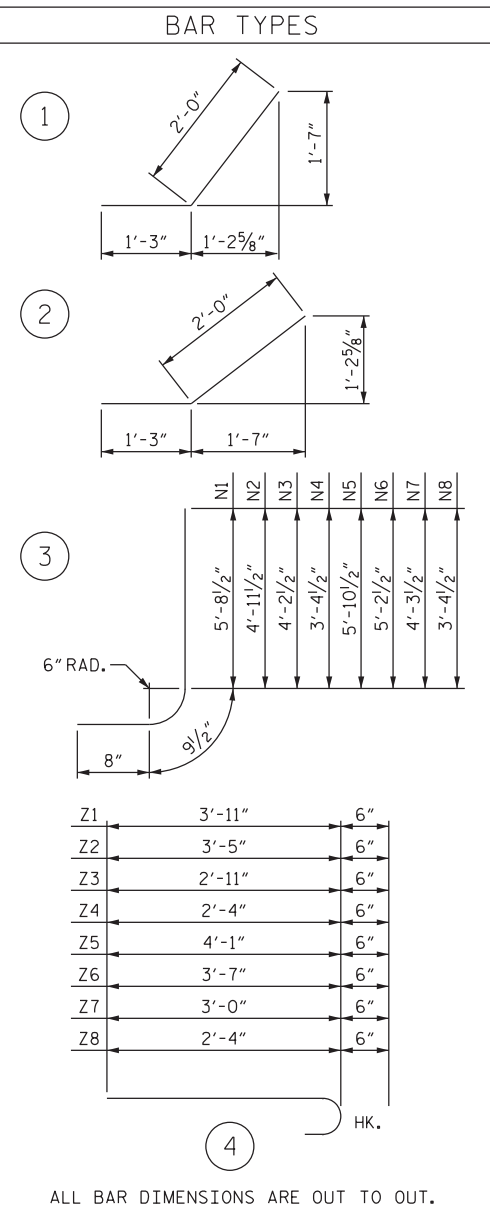 BAR TYPES
1
2'-0"
1'-7"
1'-3" 1'-2⅝"
2
2'-0"
1'-2⅝"
1'-3" 1'-7"
3
N1 N2 N3 N4 N5 N6 N7 N8
5'-8½" 4'-11½" 4'-2½" 3'-4½" 5'-10½" 5'-2½" 4'-3½" 3'-4½"
6"RAD.
8" 9½"
Z1 3'-11" 6"
Z2 3'-5" 6"
Z3 2'-11" 6"
Z4 2'-4" 6"
Z5 4'-1" 6"
Z6 3'-7" 6"
Z7 3'-0" 6"
Z8 2'-4" 6"
HK.
4
ALL BAR DIMENSIONS ARE OUT TO OUT.